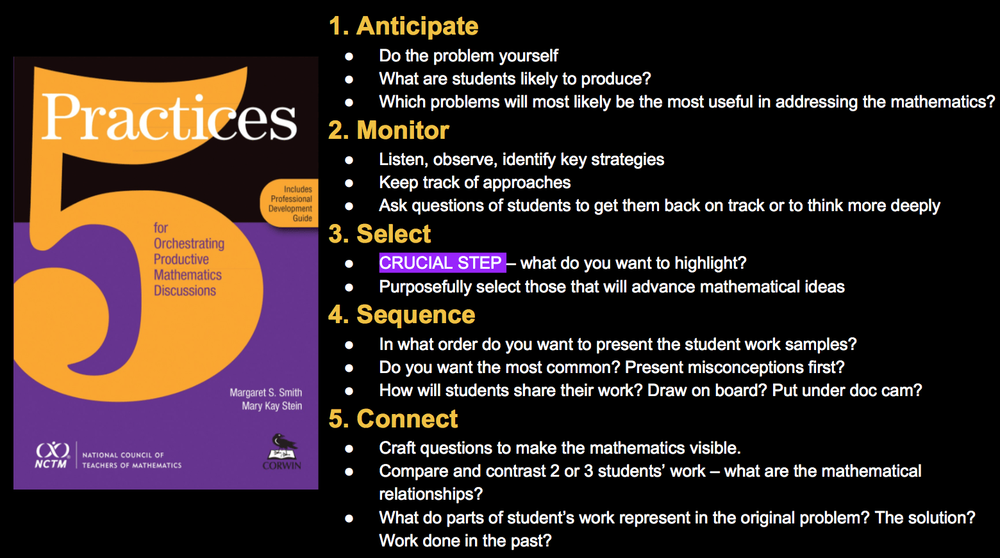 Practices
5
Includes
Professional
Development
Guide
for
Orchestrating
Productive
Mathematics
Discussions
Margaret S. Smith
Mary Kay Stein
NCTM
NATIONAL COUNCIL OF
TEACHERS OF MATHEMATICS
CORWIN
1. Anticipate
● Do the problem yourself
● What are students likely to produce?
● Which problems will most likely be the most useful in addressing the mathematics?
2. Monitor
● Listen, observe, identify key strategies
● Keep track of approaches
● Ask questions of students to get them back on track or to think more deeply
3. Select
● CRUCIAL STEP – what do you want to highlight?
● Purposefully select those that will advance mathematical ideas
4. Sequence
● In what order do you want to present the student work samples?
● Do you want the most common? Present misconceptions first?
● How will students share their work? Draw on board? Put under doc cam?
5. Connect
● Craft questions to make the mathematics visible.
● Compare and contrast 2 or 3 students’ work – what are the mathematical
relationships?
● What do parts of student’s work represent in the original problem? The solution?
Work done in the past?